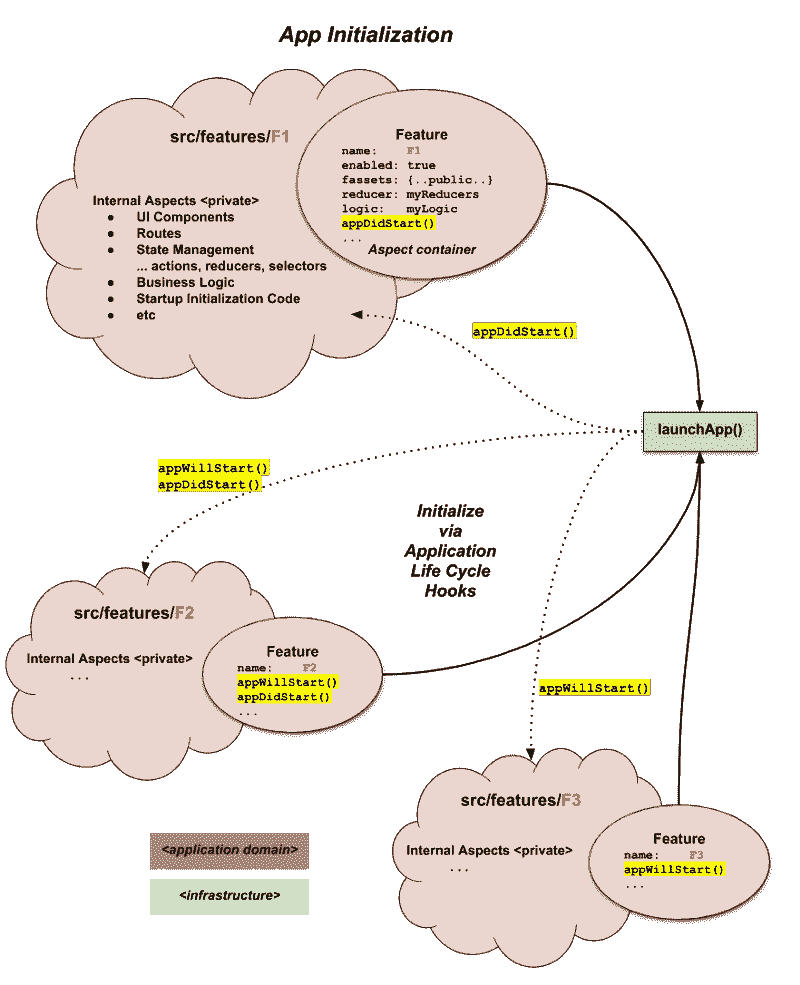 App Initialization
src/features/F1
Internal Aspects <private>
● UI Components
● Routes
● State Management
... actions, reducers, selectors
● Business Logic
● Startup Initialization Code
● etc
Feature
name: F1
enabled: true
fassets: {..public..}
reducer: myReducers
logic: myLogic
appDidStart()
...
Aspect container
appDidStart()
launchApp()
appWillStart()
appDidStart()
Initialize
via
Application
Life Cycle
Hooks
src/features/F2
Internal Aspects <private>
...
Feature
name: F2
appWillStart()
appDidStart()
...
appWillStart()
src/features/F3
Internal Aspects <private>
...
Feature
name: F3
appWillStart()
...
<application domain>
<infrastructure>